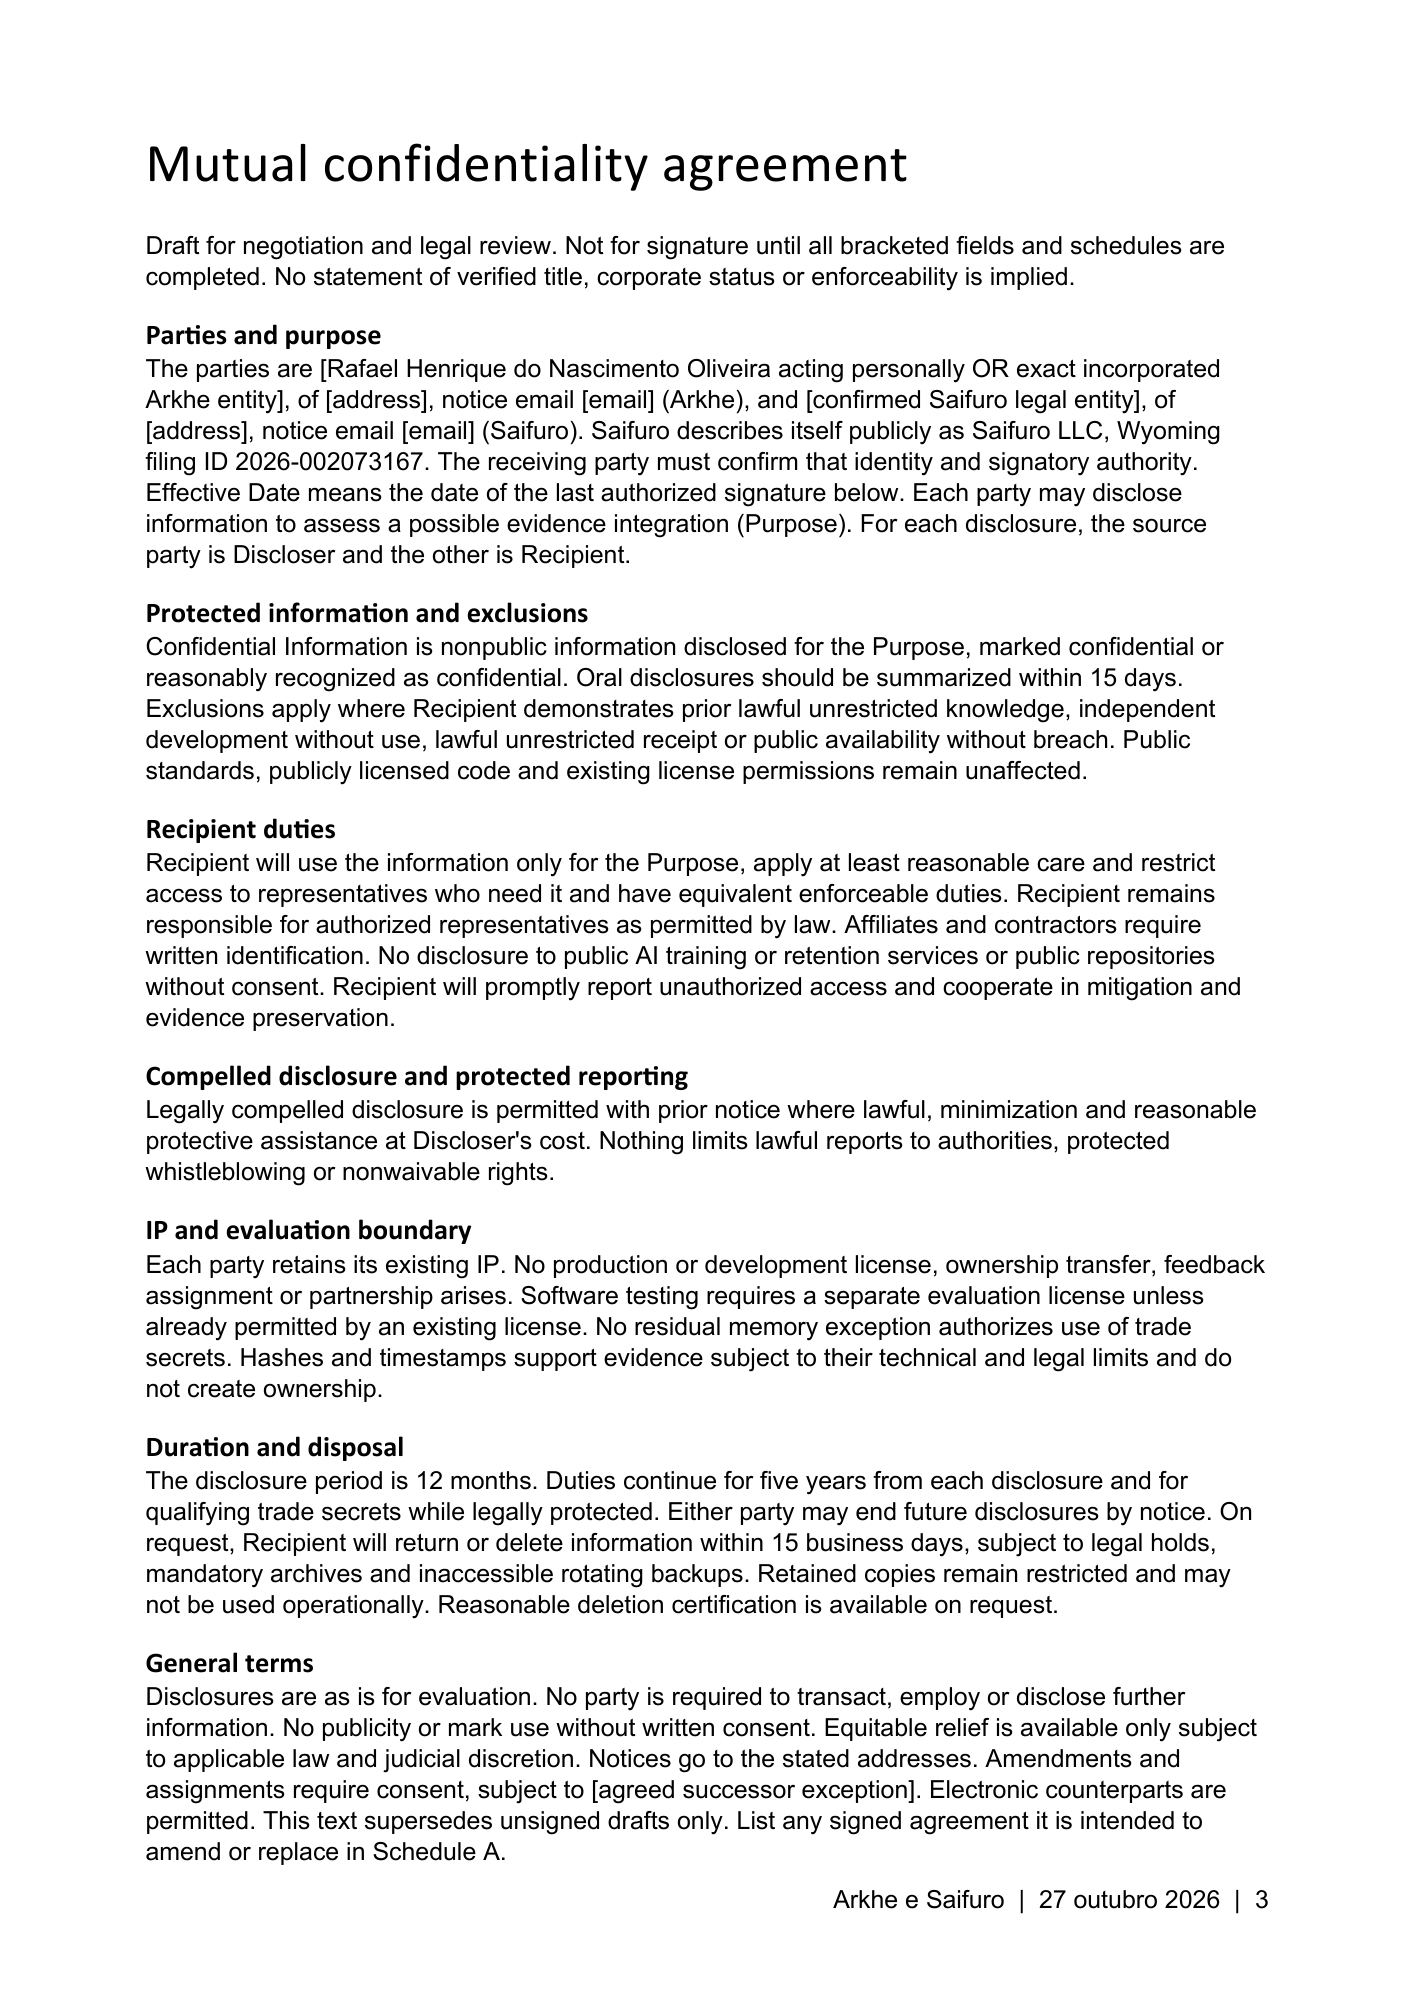 Mutual confidentiality agreement
Draft for negotiation and legal review. Not for signature until all bracketed fields and schedules are
completed. No statement of verified title, corporate status or enforceability is implied.
Parties and purpose
The parties are [Rafael Henrique do Nascimento Oliveira acting personally OR exact incorporated
Arkhe entity], of [address], notice email [email] (Arkhe), and [confirmed Saifuro legal entity], of
[address], notice email [email] (Saifuro). Saifuro describes itself publicly as Saifuro LLC, Wyoming
filing ID 2026-002073167. The receiving party must confirm that identity and signatory authority.
Effective Date means the date of the last authorized signature below. Each party may disclose
information to assess a possible evidence integration (Purpose). For each disclosure, the source
party is Discloser and the other is Recipient.
Protected information and exclusions
Confidential Information is nonpublic information disclosed for the Purpose, marked confidential or
reasonably recognized as confidential. Oral disclosures should be summarized within 15 days.
Exclusions apply where Recipient demonstrates prior lawful unrestricted knowledge, independent
development without use, lawful unrestricted receipt or public availability without breach. Public
standards, publicly licensed code and existing license permissions remain unaffected.
Recipient duties
Recipient will use the information only for the Purpose, apply at least reasonable care and restrict
access to representatives who need it and have equivalent enforceable duties. Recipient remains
responsible for authorized representatives as permitted by law. Affiliates and contractors require
written identification. No disclosure to public AI training or retention services or public repositories
without consent. Recipient will promptly report unauthorized access and cooperate in mitigation and
evidence preservation.
Compelled disclosure and protected reporting
Legally compelled disclosure is permitted with prior notice where lawful, minimization and reasonable
protective assistance at Discloser's cost. Nothing limits lawful reports to authorities, protected
whistleblowing or nonwaivable rights.
IP and evaluation boundary
Each party retains its existing IP. No production or development license, ownership transfer, feedback
assignment or partnership arises. Software testing requires a separate evaluation license unless
already permitted by an existing license. No residual memory exception authorizes use of trade
secrets. Hashes and timestamps support evidence subject to their technical and legal limits and do
not create ownership.
Duration and disposal
The disclosure period is 12 months. Duties continue for five years from each disclosure and for
qualifying trade secrets while legally protected. Either party may end future disclosures by notice. On
request, Recipient will return or delete information within 15 business days, subject to legal holds,
mandatory archives and inaccessible rotating backups. Retained copies remain restricted and may
not be used operationally. Reasonable deletion certification is available on request.
General terms
Disclosures are as is for evaluation. No party is required to transact, employ or disclose further
information. No publicity or mark use without written consent. Equitable relief is available only subject
to applicable law and judicial discretion. Notices go to the stated addresses. Amendments and
assignments require consent, subject to [agreed successor exception]. Electronic counterparts are
permitted. This text supersedes unsigned drafts only. List any signed agreement it is intended to
amend or replace in Schedule A.
Arkhe e Saifuro | 27 outubro 2026 | 3